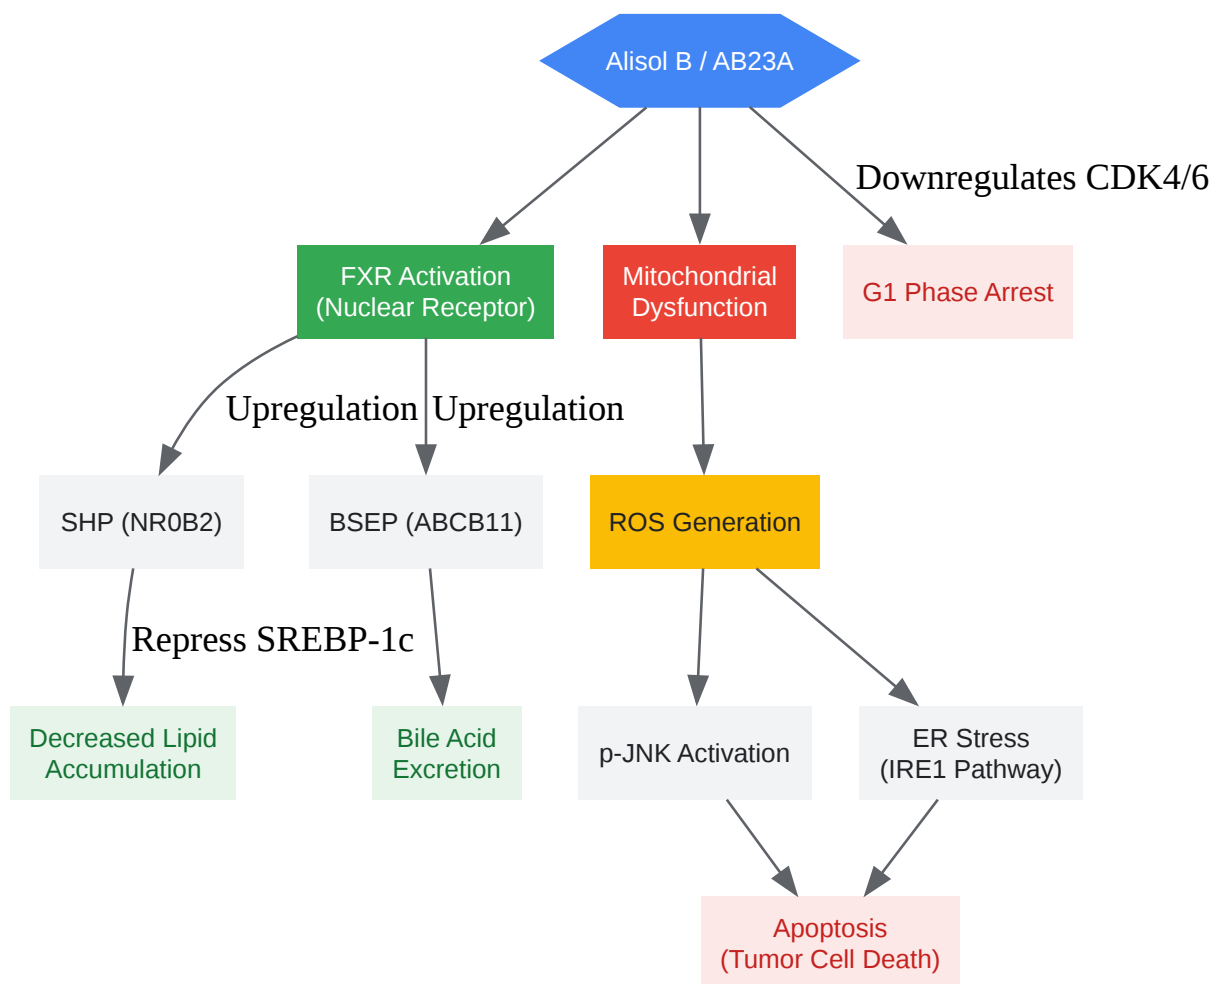 Alisol B / AB23A
Downregulates CDK4/6
FXR Activation
(Nuclear Receptor)
Mitochondrial
Dysfunction
G1 Phase Arrest
Upregulation
Upregulation
SHP (NR0B2)
BSEP (ABCB11)
ROS Generation
Repress SREBP-1c
Decreased Lipid
Accumulation
Bile Acid
Excretion
p-JNK Activation
ER Stress
(IRE1 Pathway)
Apoptosis
(Tumor Cell Death)